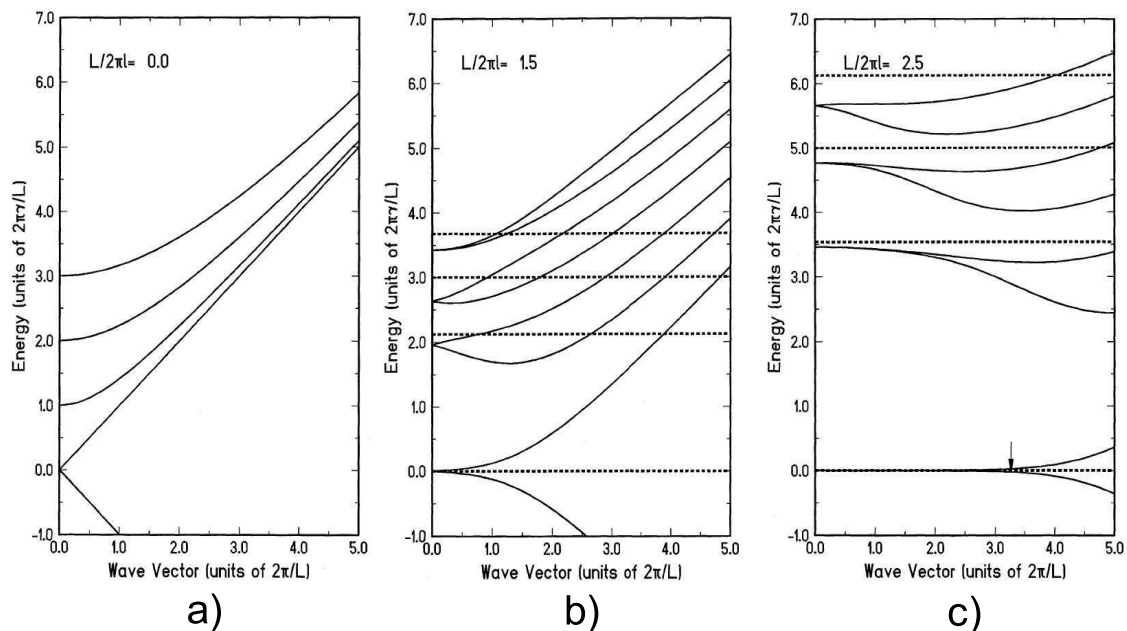 L/2πl= 0.0
Energy (units of 2πγ/L)
7.0
6.0
5.0
4.0
3.0
2.0
1.0
0.0
-1.0
0.0 1.0 2.0 3.0 4.0 5.0
Wave Vector (units of 2π/L)
a)
L/2πl= 1.5
Energy (units of 2πγ/L)
7.0
6.0
5.0
4.0
3.0
2.0
1.0
0.0
-1.0
0.0 1.0 2.0 3.0 4.0 5.0
Wave Vector (units of 2π/L)
b)
L/2πl= 2.5
Energy (units of 2πγ/L)
7.0
6.0
5.0
4.0
3.0
2.0
1.0
0.0
-1.0
0.0 1.0 2.0 3.0 4.0 5.0
Wave Vector (units of 2π/L)
c)